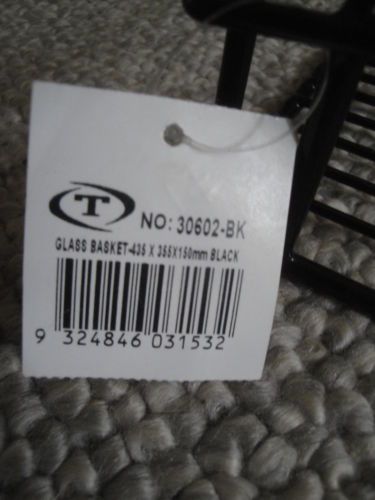 T
NO: 30602-BK
GLASS BASKET-435 X 355X150mm BLACK
9 324846 031532